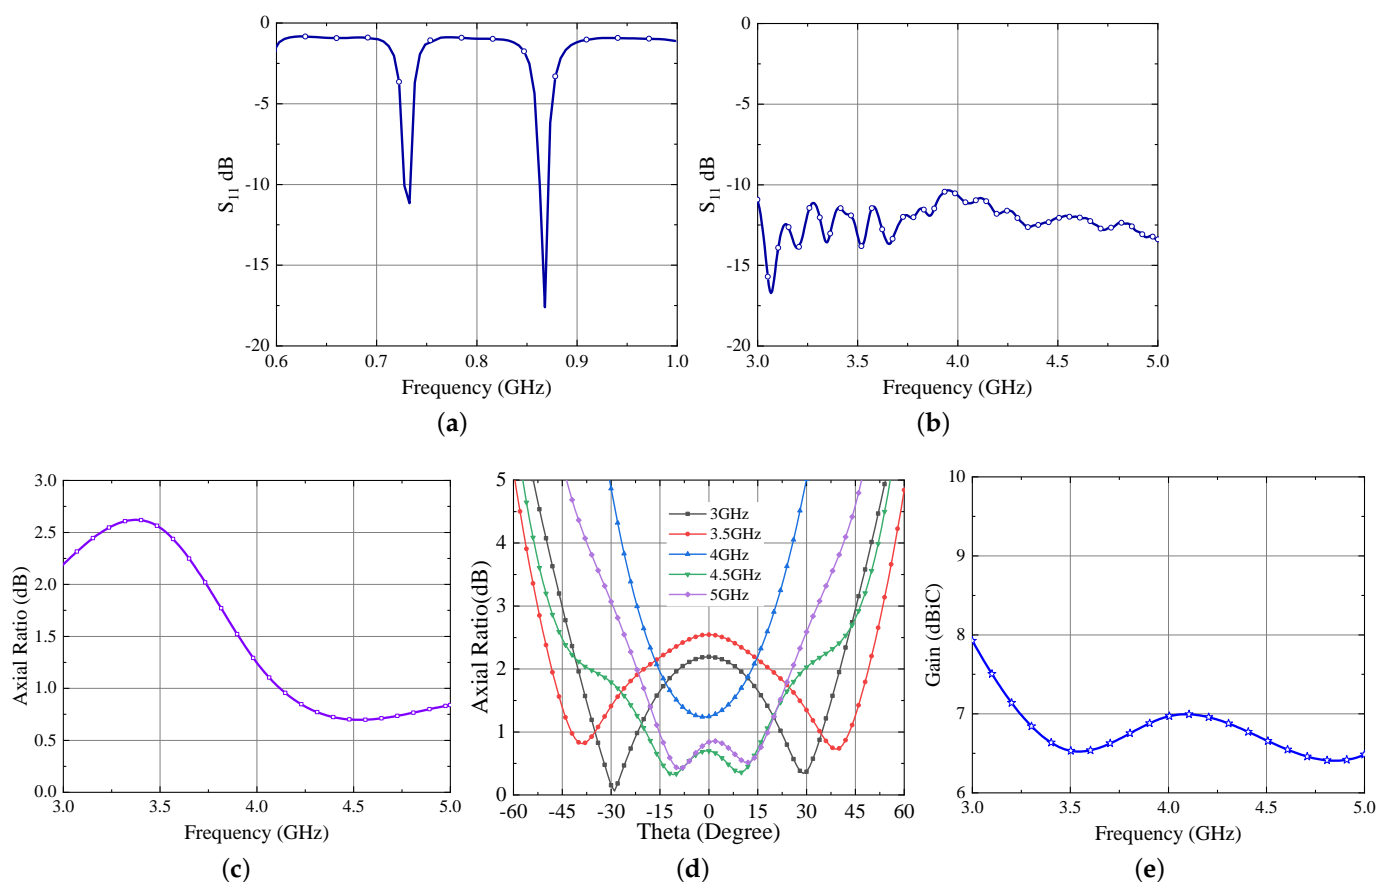 0
-5
-10
-15
-20
S11 dB
0.6 0.7 0.8 0.9 1.0
Frequency (GHz)
(a)
0
-5
-10
-15
-20
S11 dB
3.0 3.5 4.0 4.5 5.0
Frequency (GHz)
(b)
3.0
2.5
2.0
1.5
1.0
0.5
0.0
Axial Ratio (dB)
3.0 3.5 4.0 4.5 5.0
Frequency (GHz)
(c)
5
4
3
2
1
0
Axial Ratio(dB)
3GHz
3.5GHz
4GHz
4.5GHz
5GHz
-60 -45 -30 -15 0 15 30 45 60
Theta (Degree)
(d)
10
9
8
7
6
Gain (dBiC)
3.0 3.5 4.0 4.5 5.0
Frequency (GHz)
(e)